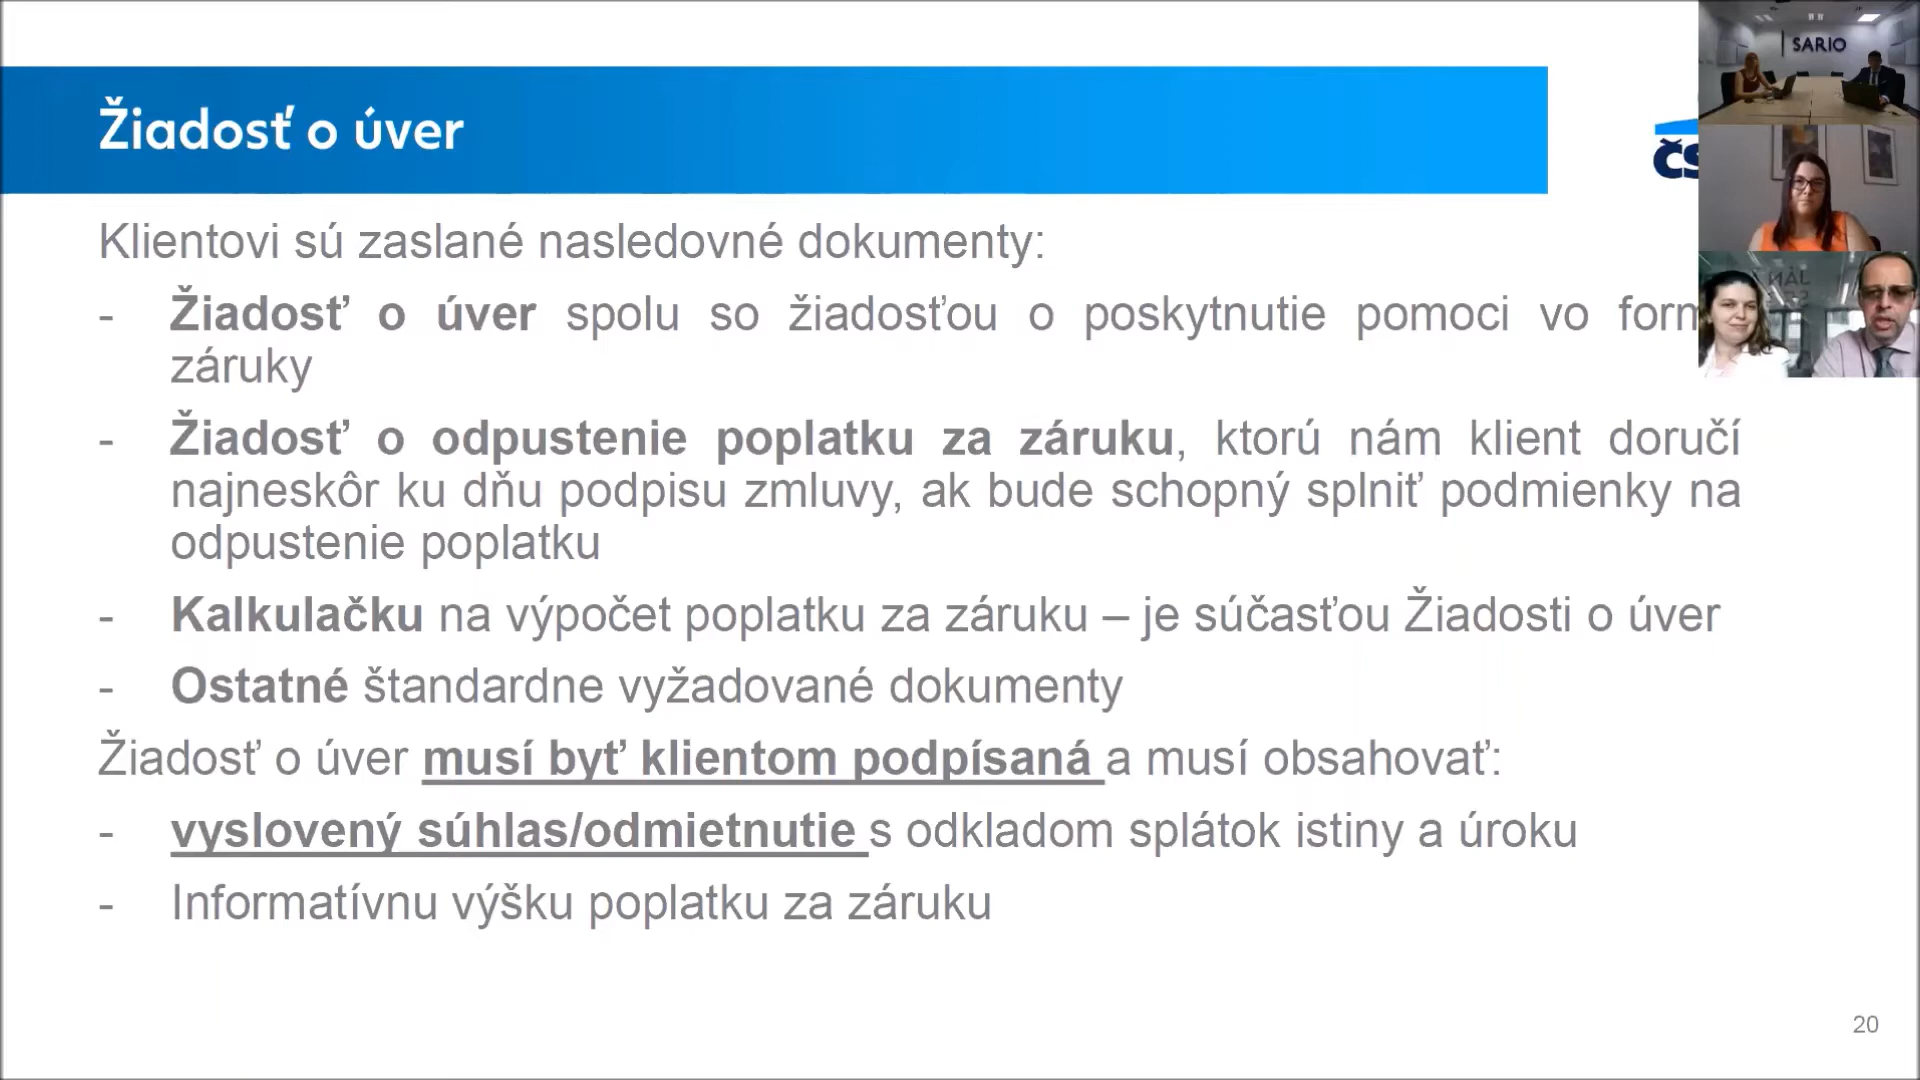 Žiadosť o úver
SARIO
Klientovi sú zaslané nasledovné dokumenty:
- Žiadosť o úver spolu so žiadosťou o poskytnutie pomoci vo
záruky
- Žiadosť o odpustenie poplatku za záruku, ktorú nám klient doručí
najneskôr ku dňu podpisu zmluvy, ak bude schopný splniť podmienky na
odpustenie poplatku
- Kalkulačku na výpočet poplatku za záruku – je súčasťou Žiadosti o úver
- Ostatné štandardne vyžadované dokumenty
Žiadosť o úver musí byť klientom podpísaná a musí obsahovať:
- vyslovený súhlas/odmietnutie s odkladom splátok istiny a úroku
- Informatívnu výšku poplatku za záruku
20